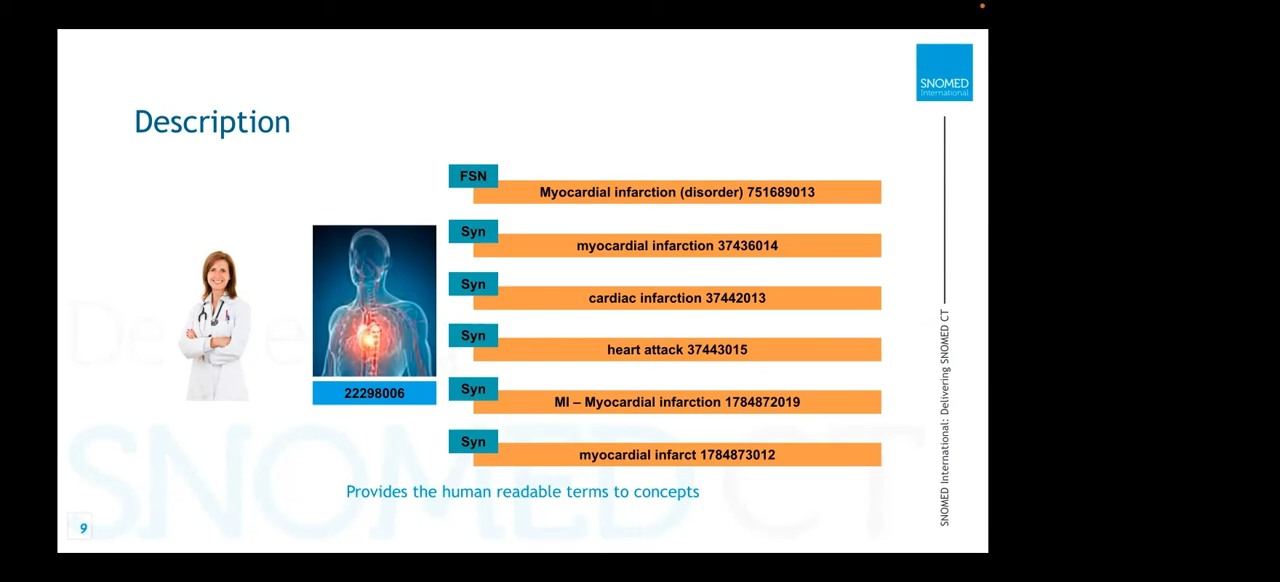 SNOMED
International
Description
FSN
Myocardial infarction (disorder) 751689013
Syn
myocardial infarction 37436014
Syn
cardiac infarction 37442013
Syn
heart attack 37443015
22298006
Syn
MI – Myocardial infarction 1784872019
Syn
myocardial infarct 1784873012
Provides the human readable terms to concepts
SNOMED International: Delivering SNOMED CT
SNOMED CT
9